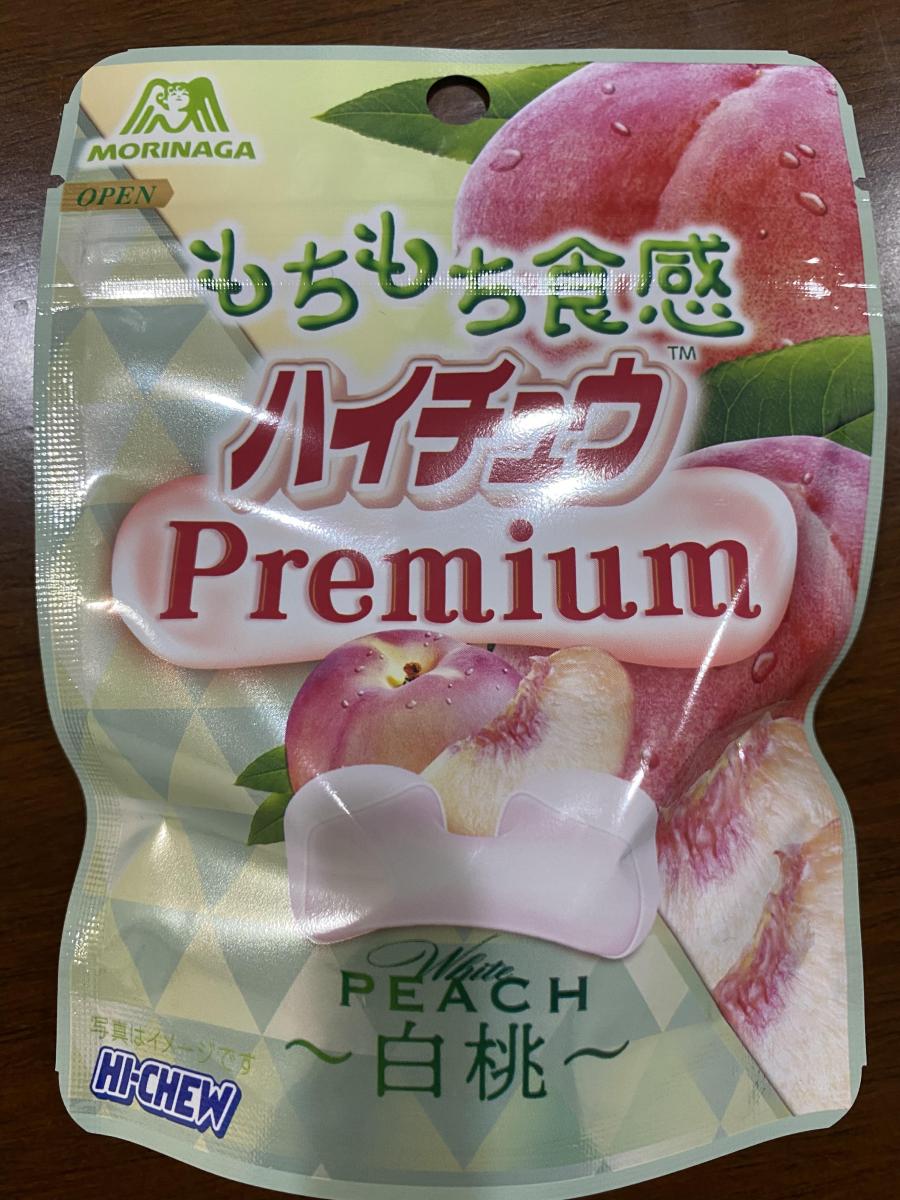 MORINAGA
OPEN
もちもち食感
ハイチュウ™
Premium
White
PEACH
～白桃～
写真はイメージです
HI-CHEW